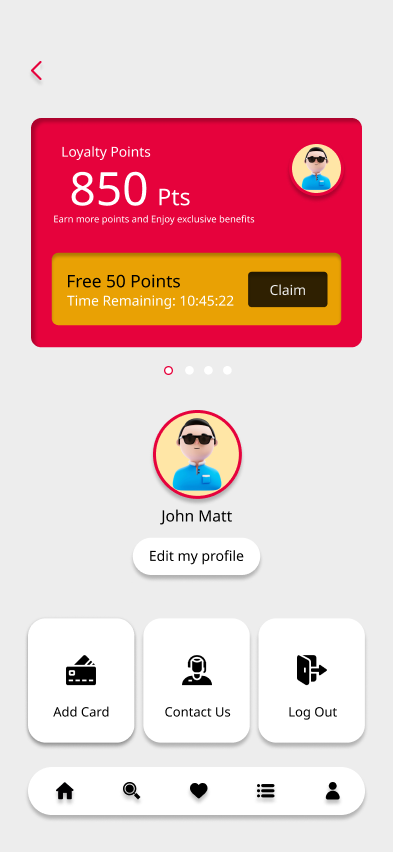 Loyalty Points
850 Pts
Earn more points and Enjoy exclusive benefits
Free 50 Points
Time Remaining: 10:45:22
Claim
John Matt
Edit my profile
Add Card
Contact Us
Log Out